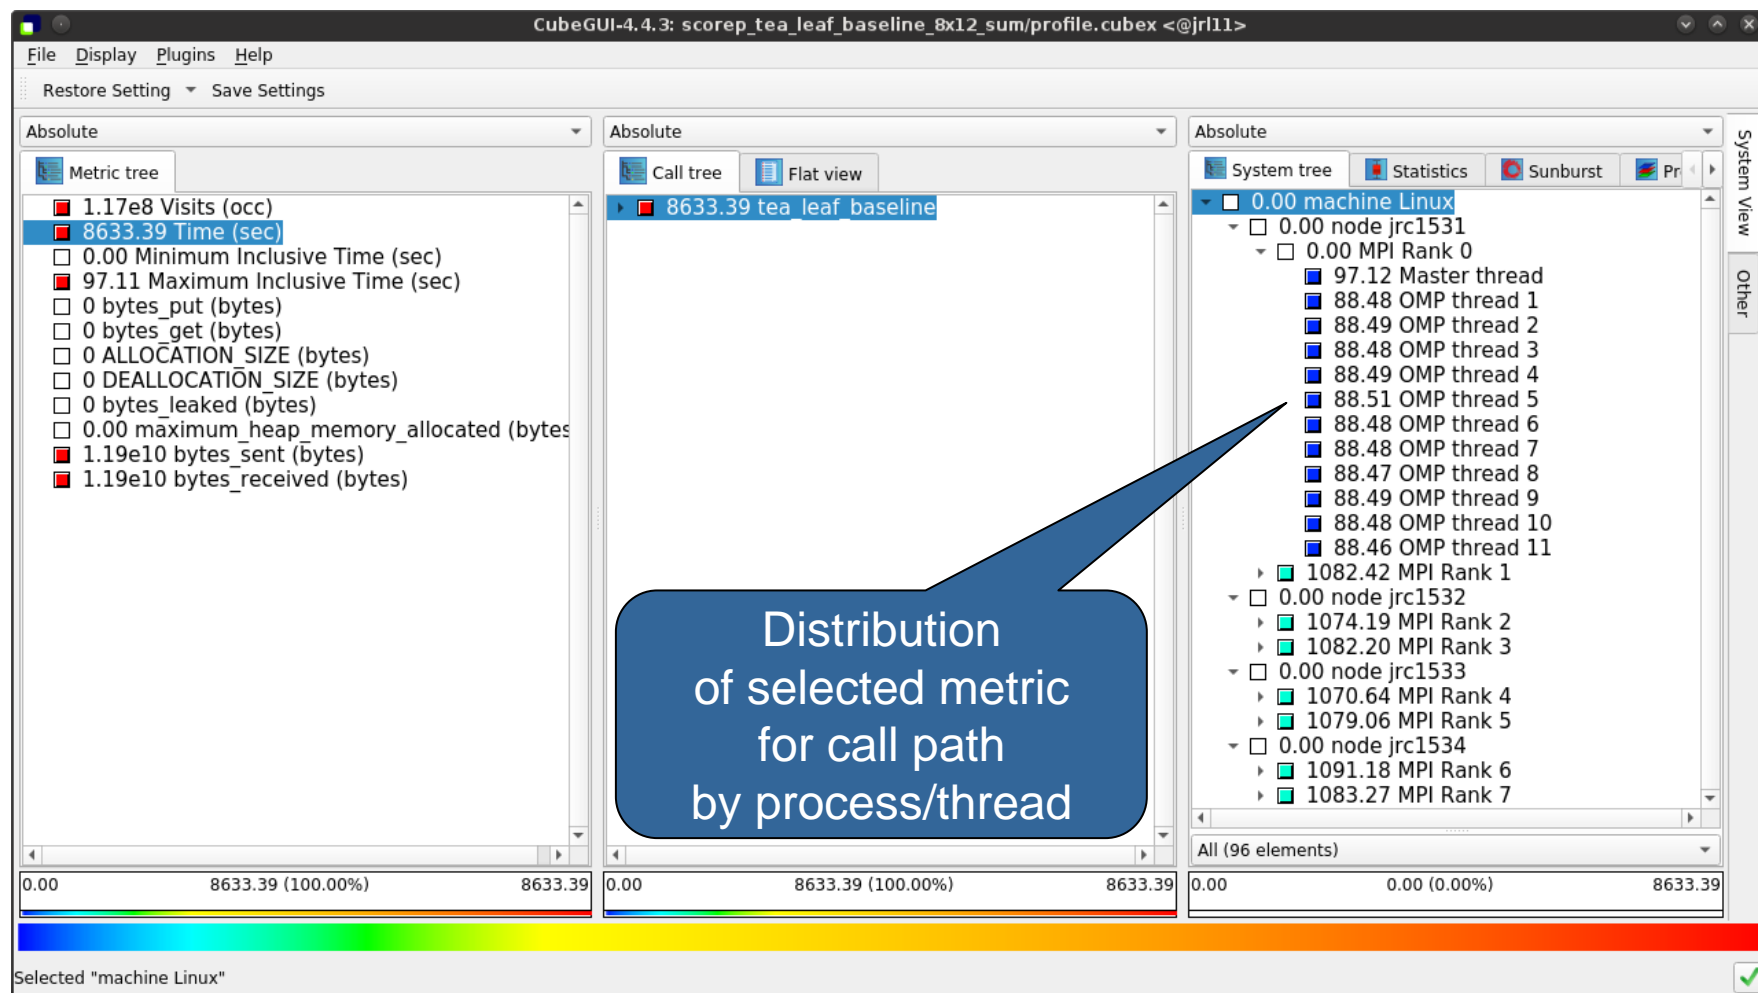 CubeGUI-4.4.3: scorep_tea_leaf_baseline_8x12_sum/profile.cubex <@jrl11>
File Display Plugins Help
Restore Setting Save Settings
Absolute
Metric tree
1.17e8 Visits (occ)
8633.39 Time (sec)
0.00 Minimum Inclusive Time (sec)
97.11 Maximum Inclusive Time (sec)
0 bytes_put (bytes)
0 bytes_get (bytes)
0 ALLOCATION_SIZE (bytes)
0 DEALLOCATION_SIZE (bytes)
0 bytes_leaked (bytes)
0.00 maximum_heap_memory_allocated (bytes
1.19e10 bytes_sent (bytes)
1.19e10 bytes_received (bytes)
0.00 8633.39 (100.00%) 8633.39
Absolute
Call tree Flat view
8633.39 tea_leaf_baseline
Distribution
of selected metric
for call path
by process/thread
0.00 8633.39 (100.00%) 8633.39
Absolute
System tree Statistics Sunburst Pr
0.00 machine Linux
0.00 node jrc1531
0.00 MPI Rank 0
97.12 Master thread
88.48 OMP thread 1
88.49 OMP thread 2
88.48 OMP thread 3
88.49 OMP thread 4
88.51 OMP thread 5
88.48 OMP thread 6
88.48 OMP thread 7
88.47 OMP thread 8
88.49 OMP thread 9
88.48 OMP thread 10
88.46 OMP thread 11
1082.42 MPI Rank 1
0.00 node jrc1532
1074.19 MPI Rank 2
1082.20 MPI Rank 3
0.00 node jrc1533
1070.64 MPI Rank 4
1079.06 MPI Rank 5
0.00 node jrc1534
1091.18 MPI Rank 6
1083.27 MPI Rank 7
All (96 elements)
0.00 0.00 (0.00%) 8633.39
System View
Other
Selected "machine Linux"